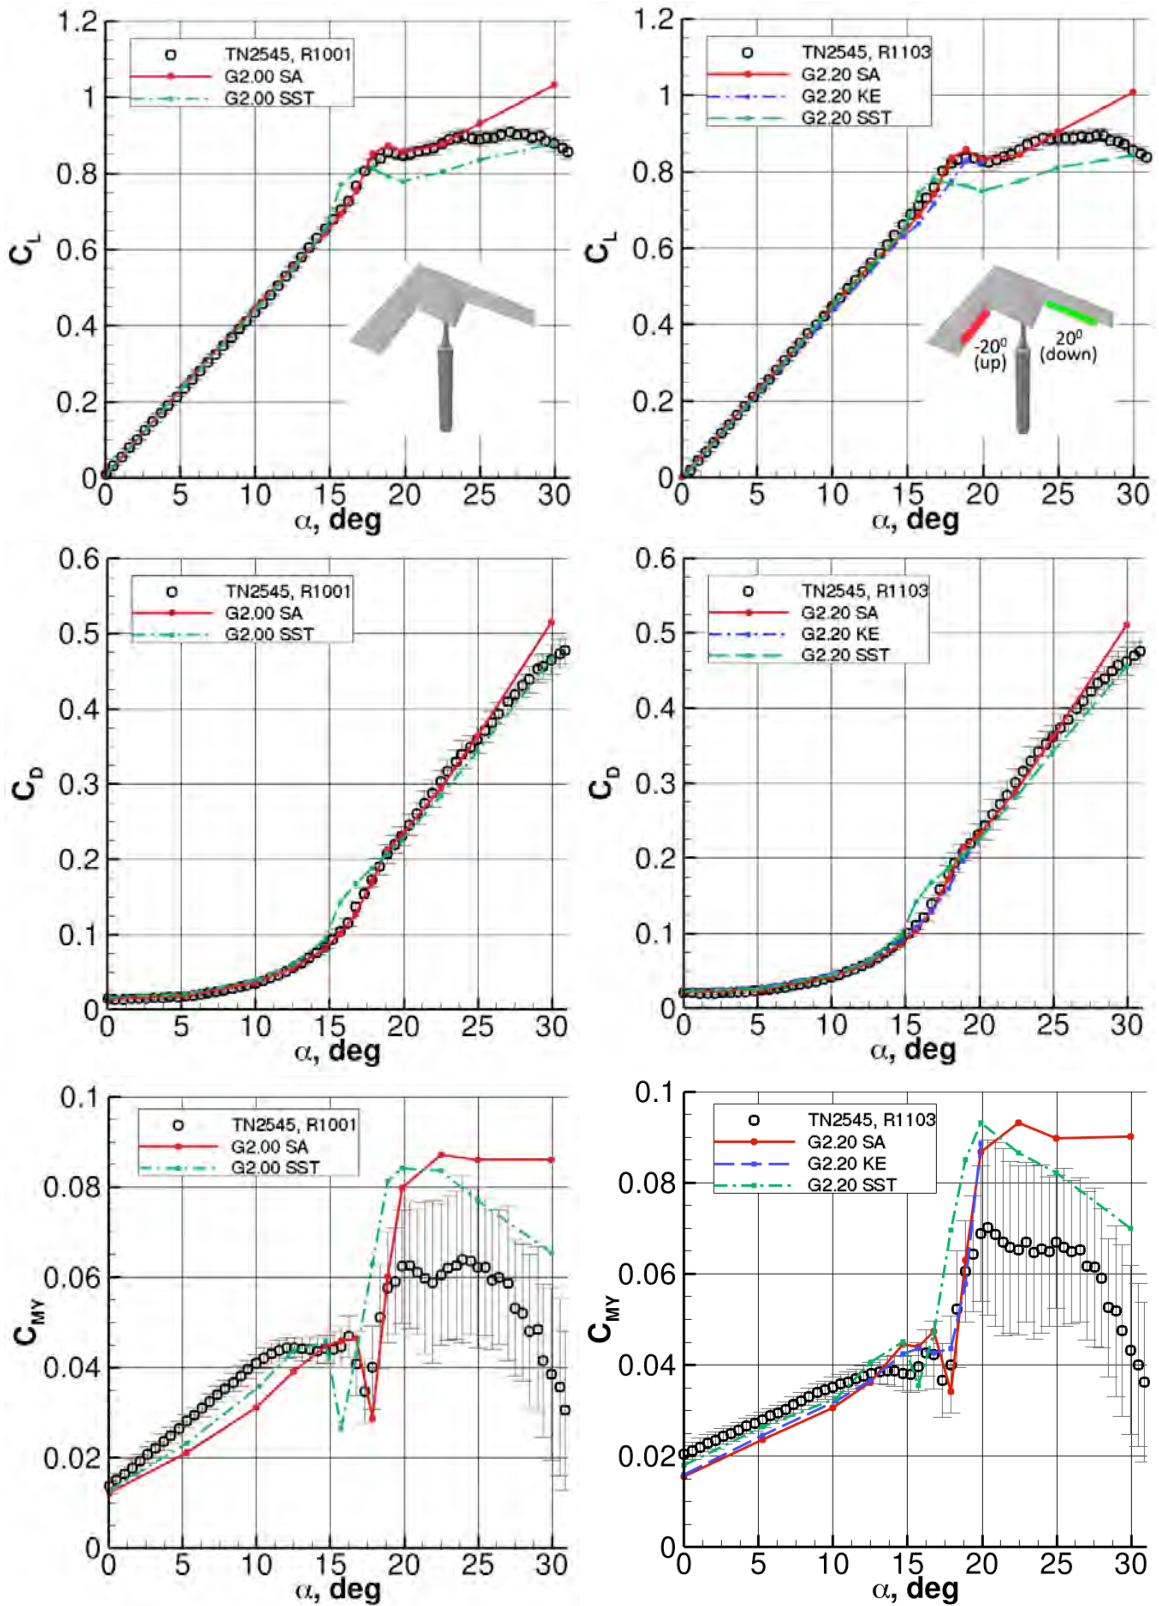 1.2
1
0.8
0.6
0.4
0.2
0
C_L
TN2545, R1001
G2.00 SA
G2.00 SST
0 5 10 15 20 25 30
α, deg
1.2
1
0.8
0.6
0.4
0.2
0
C_L
TN2545, R1103
G2.20 SA
G2.20 KE
G2.20 SST
-20⁰
(up)
20⁰
(down)
0 5 10 15 20 25 30
α, deg
0.6
0.5
0.4
0.3
0.2
0.1
0
C_D
TN2545, R1001
G2.00 SA
G2.00 SST
0 5 10 15 20 25 30
α, deg
0.6
0.5
0.4
0.3
0.2
0.1
0
C_D
TN2545, R1103
G2.20 SA
G2.20 KE
G2.20 SST
0 5 10 15 20 25 30
α, deg
0.1
0.08
0.06
0.04
0.02
0
C_MY
TN2545, R1001
G2.00 SA
G2.00 SST
0 5 10 15 20 25 30
α, deg
0.1
0.08
0.06
0.04
0.02
0
C_MY
TN2545, R1103
G2.20 SA
G2.20 KE
G2.20 SST
0 5 10 15 20 25 30
α, deg